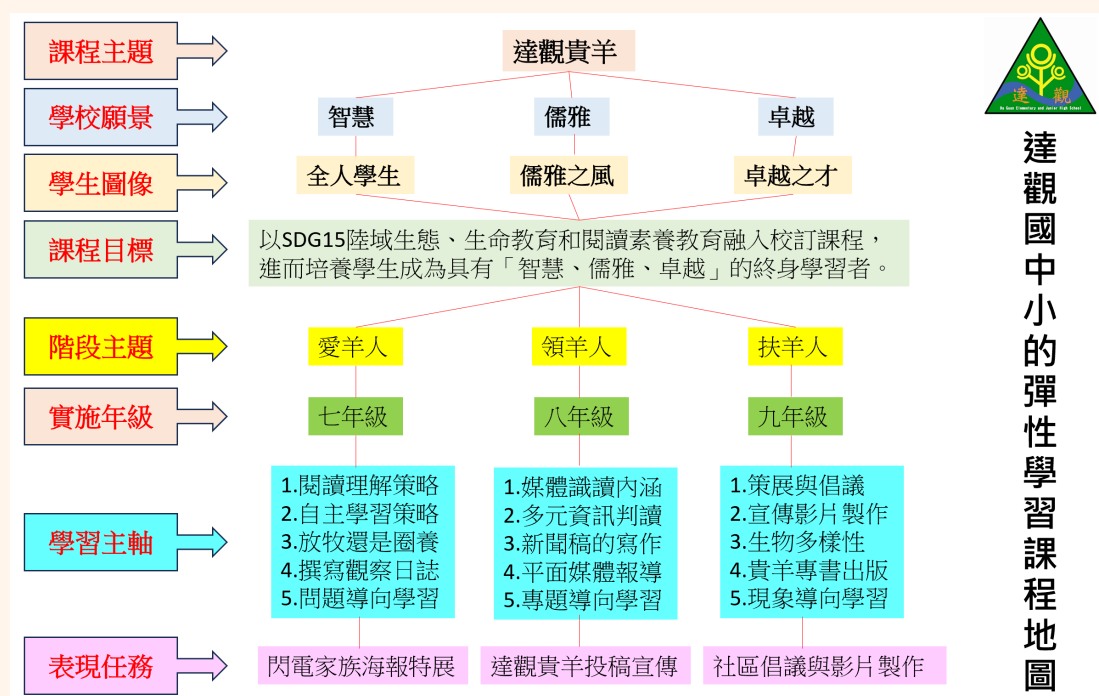 課程主題
達觀貴羊
學校願景
智慧
儒雅
卓越
學生圖像
全人學生
儒雅之風
卓越之才
課程目標
以SDG15陸域生態、生命教育和閱讀素養教育融入校訂課程，
進而培養學生成為具有「智慧、儒雅、卓越」的終身學習者。
階段主題
愛羊人
領羊人
扶羊人
實施年級
七年級
八年級
九年級
學習主軸
1.閱讀理解策略
2.自主學習策略
3.放牧還是圈養
4.撰寫觀察日誌
5.問題導向學習
1.媒體識讀內涵
2.多元資訊判讀
3.新聞稿的寫作
4.平面媒體報導
5.專題導向學習
1.策展與倡議
2.宣傳影片製作
3.生物多樣性
4.貴羊專書出版
5.現象導向學習
表現任務
閃電家族海報特展
達觀貴羊投稿宣傳
社區倡議與影片製作
達觀
Da Guan Elementary and Junior High School
達觀國中小的彈性學習課程地圖